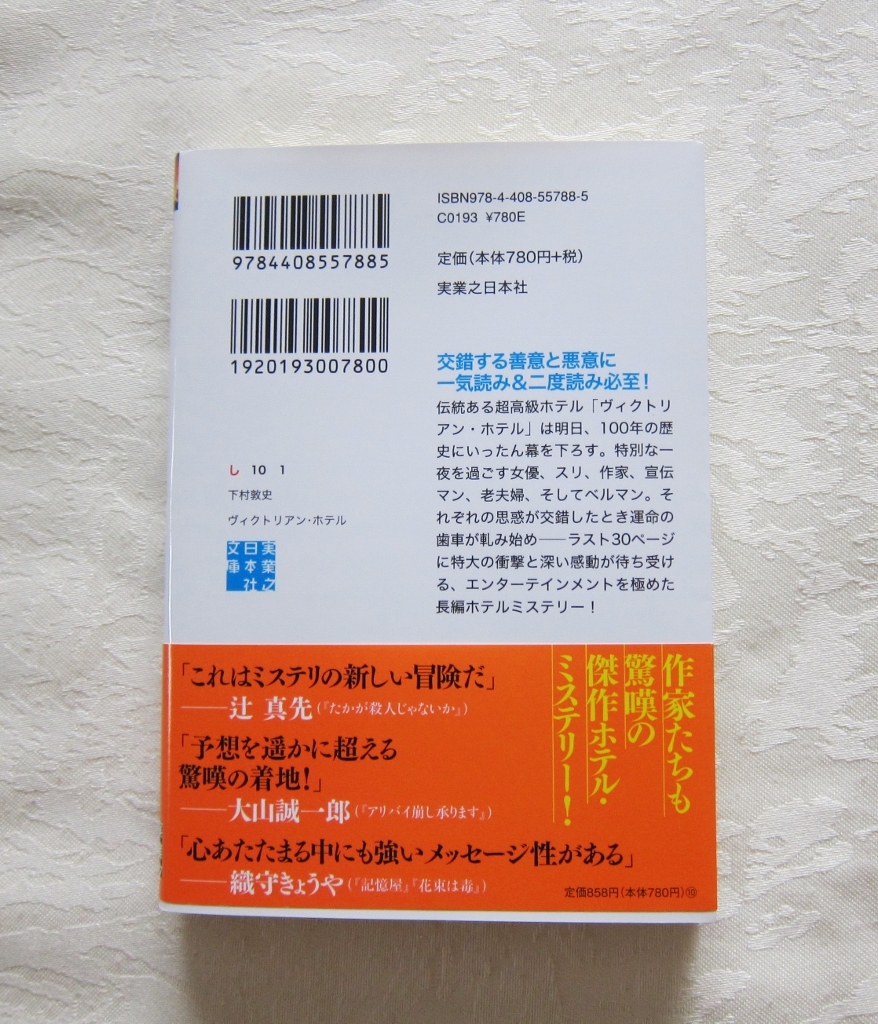 9784408557885
1920193007800
ISBN978-4-408-55788-5
C0193 ¥780E
定価(本体780円+税)
実業之日本社
交錯する善意と悪意に
一気読み&二度読み必至!
伝統ある超高級ホテル「ヴィクトリ
アン・ホテル」は明日、100年の歴
史にいったん幕を下ろす。特別な一
夜を過ごす女優、スリ、作家、宣伝
マン、老夫婦、そしてベルマン。そ
れぞれの思惑が交錯したとき運命の
歯車が軋み始め――ラスト30ページ
に特大の衝撃と深い感動が待ち受け
る、エンターテインメントを極めた
長編ホテルミステリー!
し 10 1
下村敦史
ヴィクトリアン・ホテル
実業之
日本社
文庫
作家たちも
驚嘆の
傑作ホテル・
ミステリー!
「これはミステリの新しい冒険だ」
――辻 真先(『たかが殺人じゃないか』)
「予想を遥かに超える
驚嘆の着地!」
――大山誠一郎(『アリバイ崩し承ります』)
「心あたたまる中にも強いメッセージ性がある」
――織守きょうや(『記憶屋』『花束は毒』)
定価858円(本体780円)⑩